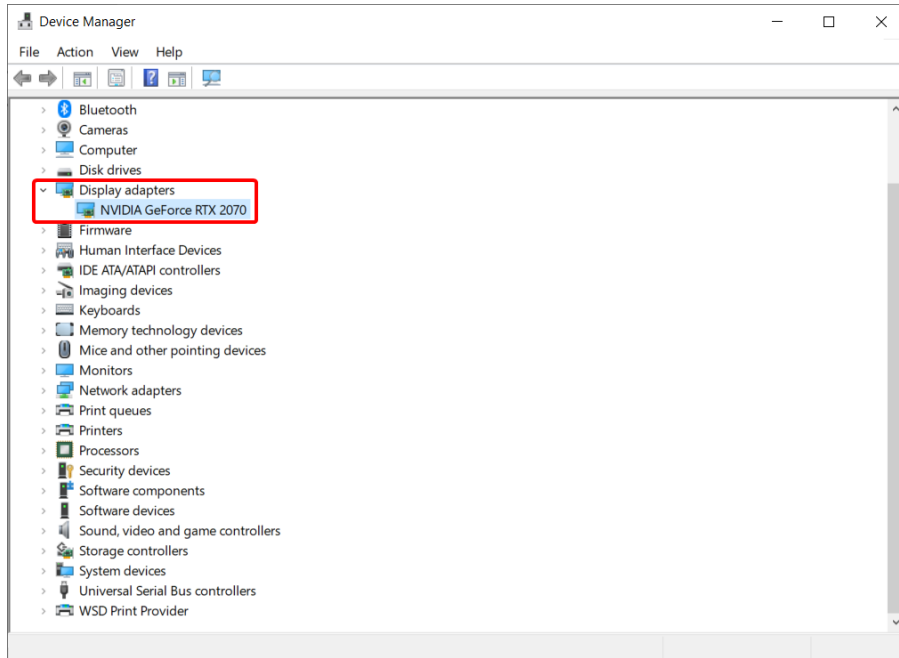 Device Manager
File Action View Help
Bluetooth
Cameras
Computer
Disk drives
Display adapters
NVIDIA GeForce RTX 2070
Firmware
Human Interface Devices
IDE ATA/ATAPI controllers
Imaging devices
Keyboards
Memory technology devices
Mice and other pointing devices
Monitors
Network adapters
Print queues
Printers
Processors
Security devices
Software components
Software devices
Sound, video and game controllers
Storage controllers
System devices
Universal Serial Bus controllers
WSD Print Provider